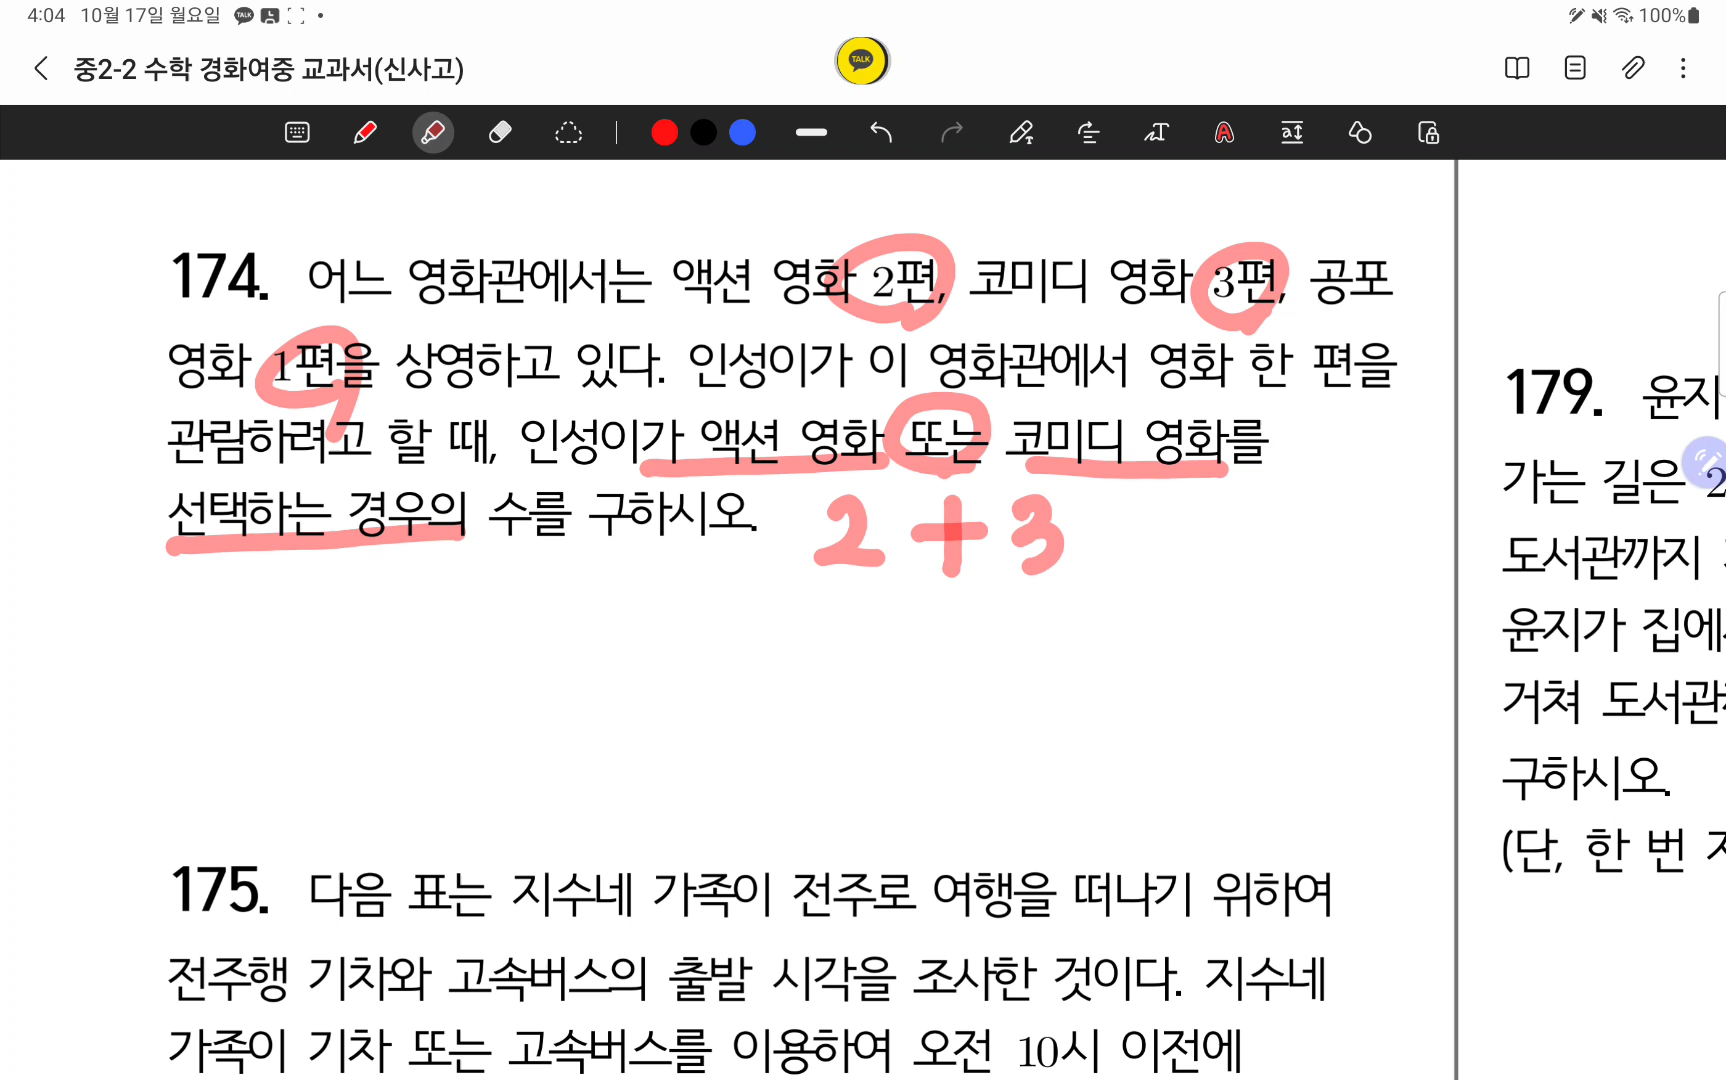 4:04 10월 17일 월요일 TALK
100%
중2-2 수학 경화여중 교과서(신사고)
TALK
174. 어느 영화관에서는 액션 영화 2편, 코미디 영화 3편, 공포
영화 1편을 상영하고 있다. 인성이가 이 영화관에서 영화 한 편을
관람하려고 할 때, 인성이가 액션 영화 또는 코미디 영화를
선택하는 경우의 수를 구하시오.
2+3
175. 다음 표는 지수네 가족이 전주로 여행을 떠나기 위하여
전주행 기차와 고속버스의 출발 시각을 조사한 것이다. 지수네
가족이 기차 또는 고속버스를 이용하여 오전 10시 이전에
179. 윤지
가는 길은 2
도서관까지
윤지가 집에
거쳐 도서관
구하시오.
(단, 한 번